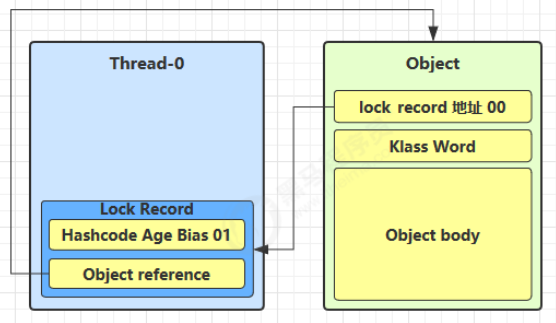 Thread-0
Lock Record
Hashcode Age Bias 01
Object reference
Object
lock record 地址 00
Klass Word
Object body